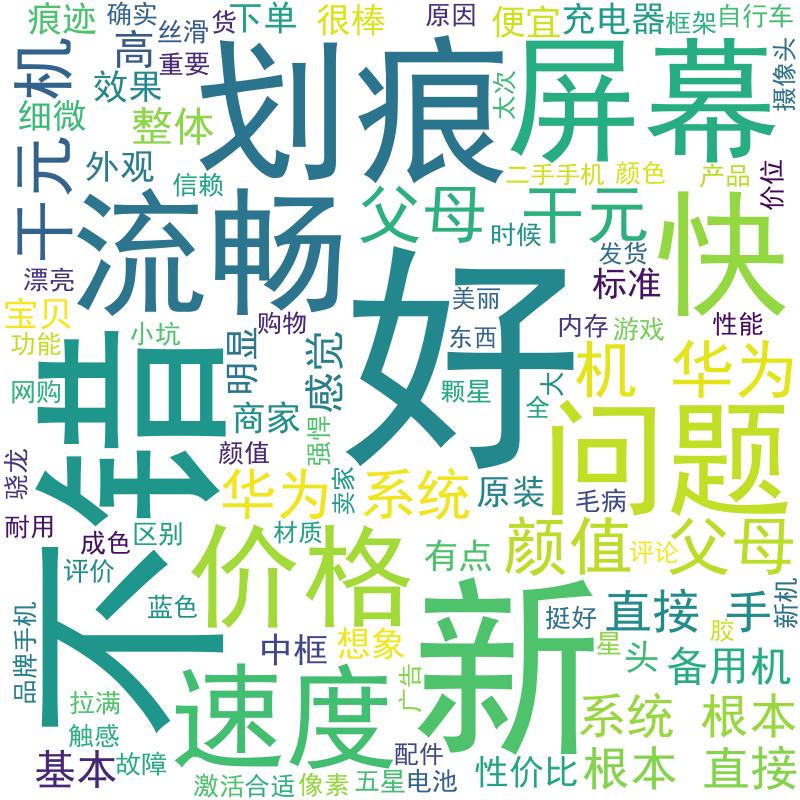 痕迹
确实
丝滑
货
下单
很棒
原因
便宜
充电器
框架
自行车
高
重要
划痕
屏幕
太次
摄像头
千元机
效果
细微
整体
外观
信赖
二手手机
颜色
产品
价位
流畅
父母
千元
快
时候
发货
漂亮
标准
好
美丽
宝贝
功能
小坑
购物
明显
感觉
东西
内存
游戏
性能
不错
网购
商家
颗星
全
大
机
华为
强悍
颜值
问题
骁龙
耐用
华为
卖家
系统
原装
毛病
成色
区别
材质
价格
有点
颜值
评论
父母
评价
蓝色
新
品牌手机
中框
想象
挺好
直接
手
新机
星
胶
头
备用机
速度
广告
拉满
触感
系统
根本
基本
故障
配件
激活
合适
像素
五星
电池
性价比
根本
直接